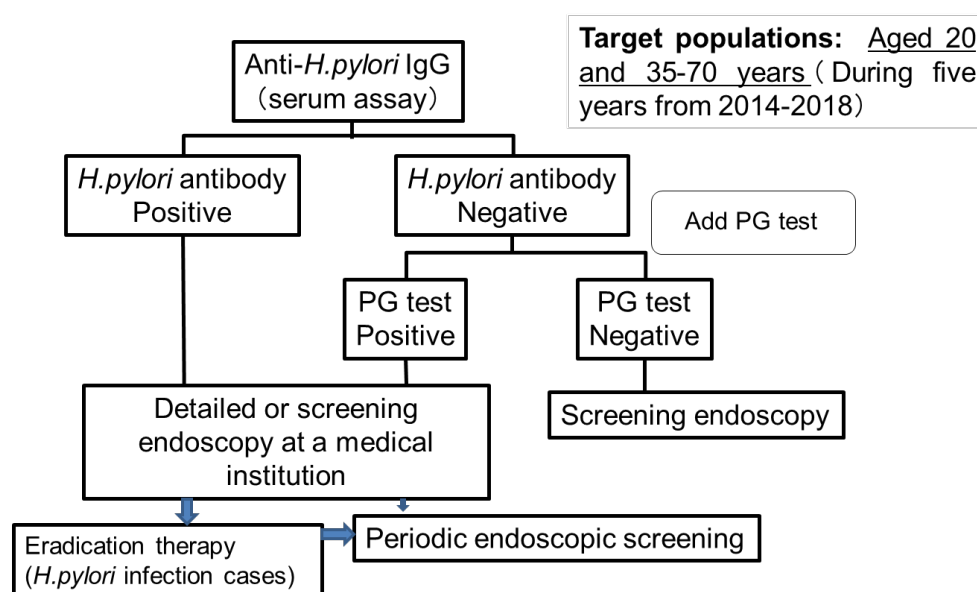 Target populations: Aged 20
and 35-70 years (During five
years from 2014-2018)
Anti-H.pylori IgG
(serum assay)
H.pylori antibody
Positive
H.pylori antibody
Negative
Add PG test
PG test
Positive
PG test
Negative
Detailed or screening
endoscopy at a medical
institution
Screening endoscopy
Eradication therapy
(H.pylori infection cases)
Periodic endoscopic screening